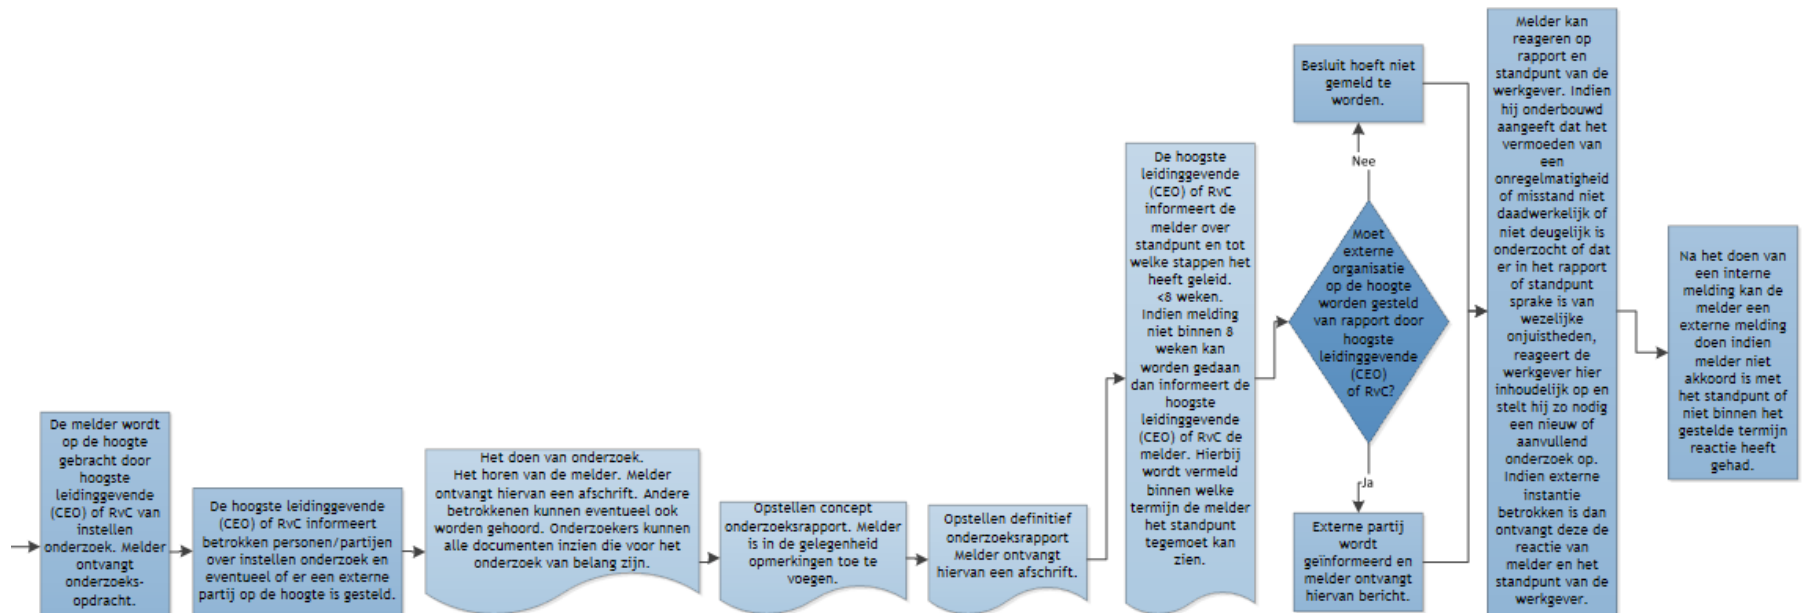 De melder wordt
op de hoogte
gebracht door
hoogste
leidinggevende
(CEO) of RvC van
instellen
onderzoek. Melder
ontvangt
onderzoeks-
opdracht.
De hoogste leidinggevende
(CEO) of RvC informeert
betrokken personen/partijen
over instellen onderzoek en
eventueel of er een externe
partij op de hoogte is gesteld.
Het doen van onderzoek.
Het horen van de melder. Melder
ontvangt hiervan een afschrift. Andere
betrokkenen kunnen eventueel ook
worden gehoord. Onderzoekers kunnen
alle documenten inzien die voor het
onderzoek van belang zijn.
Opstellen concept
onderzoeksrapport. Melder
is in de gelegenheid
opmerkingen toe te
voegen.
Opstellen definitief
onderzoeksrapport
Melder ontvangt
hiervan een afschrift.
De hoogste
leidinggevende
(CEO) of RvC
informeert de
melder over
standpunt en tot
welke stappen het
heeft geleid.
<8 weken.
Indien melding
niet binnen 8
weken kan
worden gedaan
dan informeert de
hoogste
leidinggevende
(CEO) of RvC de
melder. Hierbij
wordt vermeld
binnen welke
termijn de melder
het standpunt
tegemoet kan
zien.
Moet
externe
organisatie
op de hoogte
worden gesteld
van rapport door
hoogste
leidinggevende
(CEO)
of RvC?
Nee
Besluit hoeft niet
gemeld te
worden.
Ja
Externe partij
wordt
geïnformeerd en
melder ontvangt
hiervan bericht.
Melder kan
reageren op
rapport en
standpunt van de
werkgever. Indien
hij onderbouwd
aangeeft dat het
vermoeden van
een
onregelmatigheid
of misstand niet
daadwerkelijk of
niet deugelijk is
onderzocht of dat
er in het rapport
of standpunt
sprake is van
wezelijke
onjuistheden,
reageert de
werkgever hier
inhoudelijk op en
stelt hij zo nodig
een nieuw of
aanvullend
onderzoek op.
Indien externe
instantie
betrokken is dan
ontvangt deze de
reactie van
melder en het
standpunt van de
werkgever.
Na het doen van
een interne
melding kan de
melder een
externe melding
doen indien
melder niet
akkoord is met
het standpunt of
niet binnen het
gestelde termijn
reactie heeft
gehad.